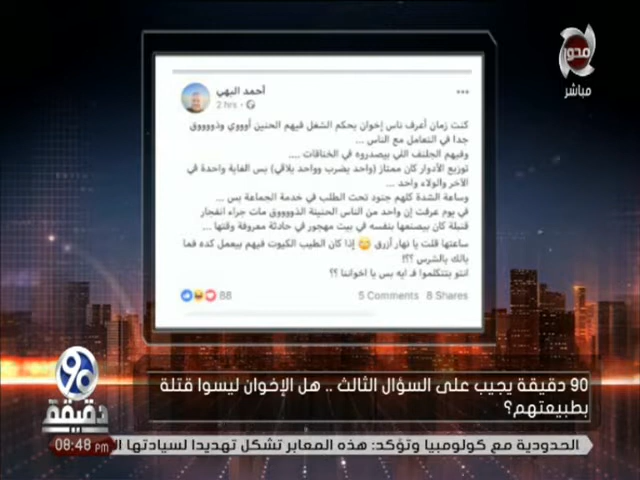 محور
مباشر
أحمد البهي
2 hrs
كنت زمان أعرف ناس إخوان بحكم الشغل فيهم الحنين أوووي وذوووووق
جدا في التعامل مع الناس ...
وفيهم الجلنف اللي بيصدروه في الخناقات ....
توزيع الأدوار كان ممتاز (واحد يضرب وواحد يلاقي) بس الغاية واحدة في
الآخر والولاء واحد ...
وساعة الشدة كلهم جنود تحت الطلب في خدمة الجماعة بس ...
في يوم عرفت إن واحد من الناس الحنينة الذووووق مات جراء انفجار
قنبلة كان بيصنعها بنفسه في بيت مهجور في حادثة معروفة وقتها ...
ساعتها قلت يا نهار أزرق 😳 إذا كان الطيب الكيوت فيهم بيعمل كده فما
بالك بالشرس ؟؟!
انتو بتتكلموا فـ ايه بس يا اخواننا ؟؟
88 5 Comments 8 Shares
90 دقيقة يجيب على السؤال الثالث .. هل الإخوان ليسوا قتلة
بطبيعتهم؟
90
دقيقة
08:48 pm
الحدودية مع كولومبيا وتؤكد: هذه المعابر تشكل تهديدا لسيادتها